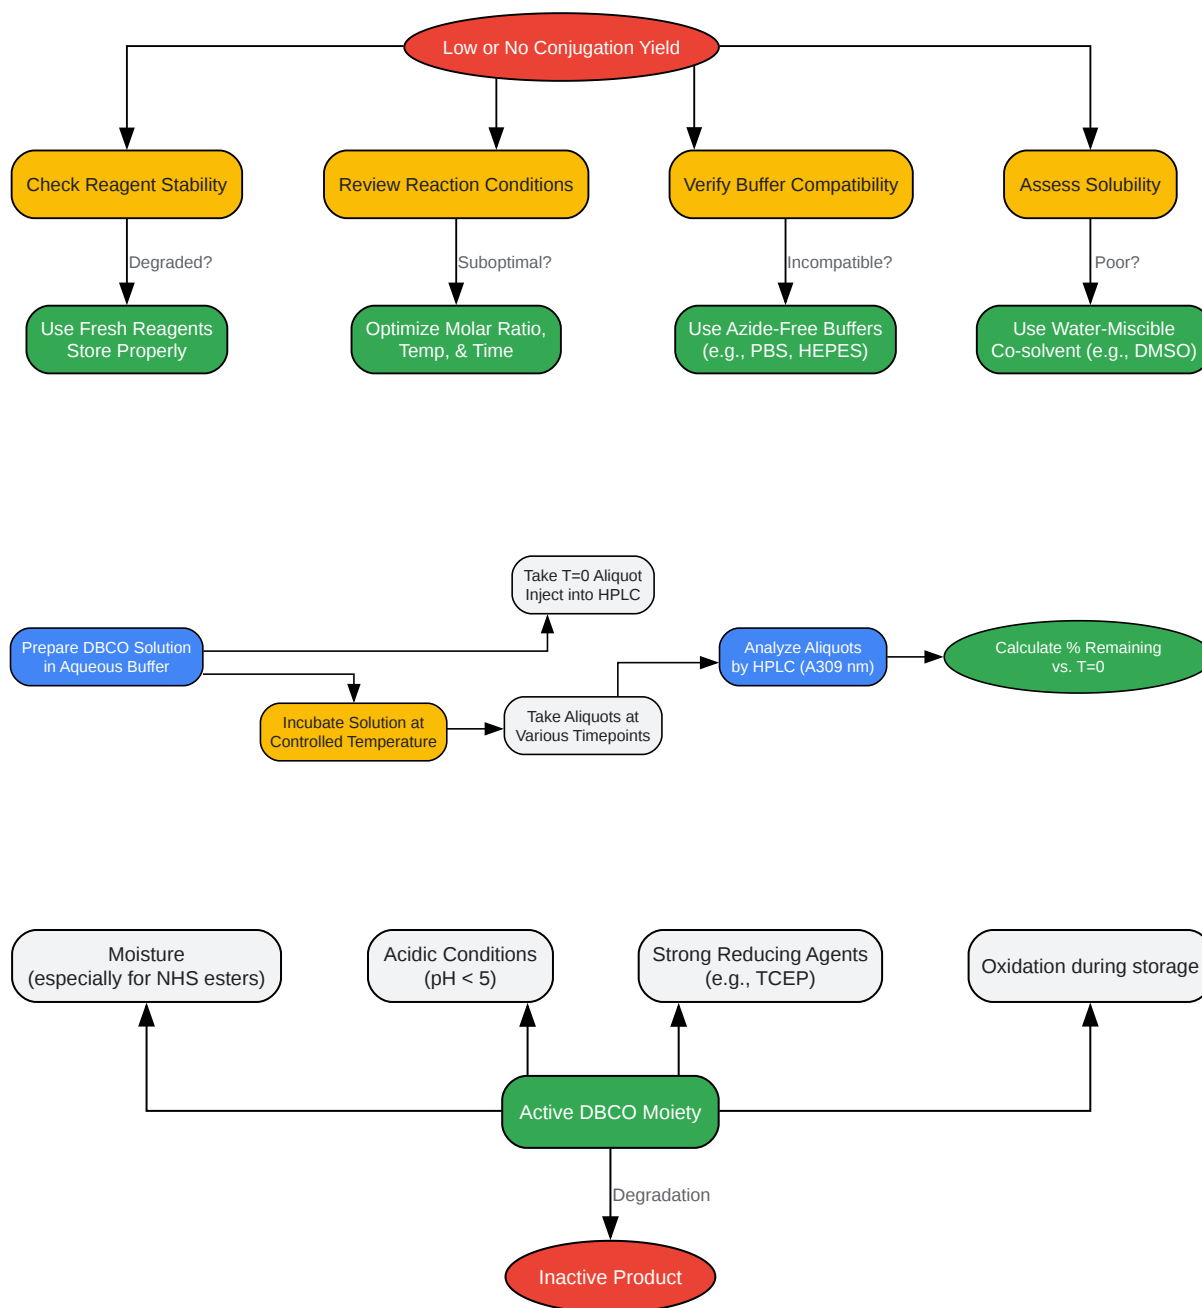 Low or No Conjugation Yield
Check Reagent Stability
Review Reaction Conditions
Verify Buffer Compatibility
Assess Solubility
Degraded?
Suboptimal?
Incompatible?
Poor?
Use Fresh Reagents
Store Properly
Optimize Molar Ratio,
Temp, & Time
Use Azide-Free Buffers
(e.g., PBS, HEPES)
Use Water-Miscible
Co-solvent (e.g., DMSO)
Take T=0 Aliquot
Inject into HPLC
Prepare DBCO Solution
in Aqueous Buffer
Analyze Aliquots
by HPLC (A309 nm)
Calculate % Remaining
vs. T=0
Incubate Solution at
Controlled Temperature
Take Aliquots at
Various Timepoints
Moisture
(especially for NHS esters)
Acidic Conditions
(pH < 5)
Strong Reducing Agents
(e.g., TCEP)
Oxidation during storage
Active DBCO Moiety
Degradation
Inactive Product